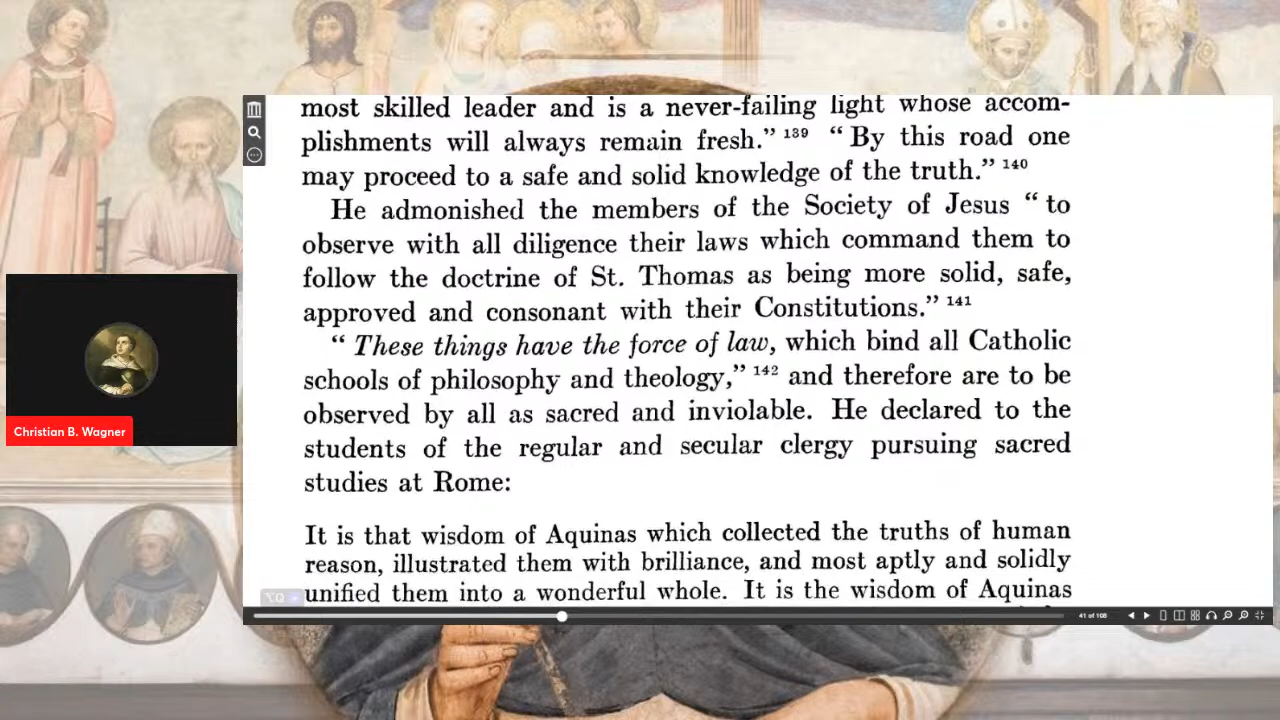 most skilled leader and is a never-failing light whose accom-
plishments will always remain fresh.” 139 “ By this road one
may proceed to a safe and solid knowledge of the truth.” 140
He admonished the members of the Society of Jesus “ to
observe with all diligence their laws which command them to
follow the doctrine of St. Thomas as being more solid, safe,
approved and consonant with their Constitutions.” 141
“ These things have the force of law, which bind all Catholic
schools of philosophy and theology,” 142 and therefore are to be
observed by all as sacred and inviolable. He declared to the
students of the regular and secular clergy pursuing sacred
studies at Rome:
It is that wisdom of Aquinas which collected the truths of human
reason, illustrated them with brilliance, and most aptly and solidly
unified them into a wonderful whole. It is the wisdom of Aquinas
Christian B. Wagner
41 of 108